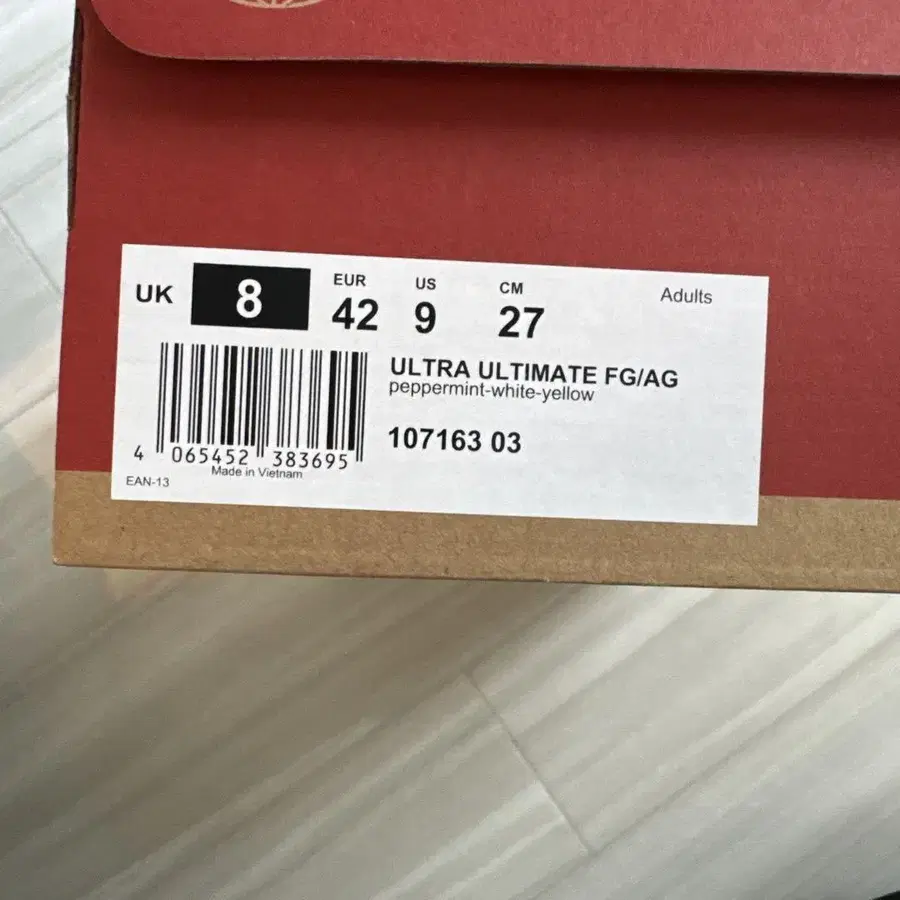 UK 8 EUR 42 US 9 CM 27 Adults
ULTRA ULTIMATE FG/AG
peppermint-white-yellow
107163 03
4 065452 383695
Made in Vietnam
EAN-13